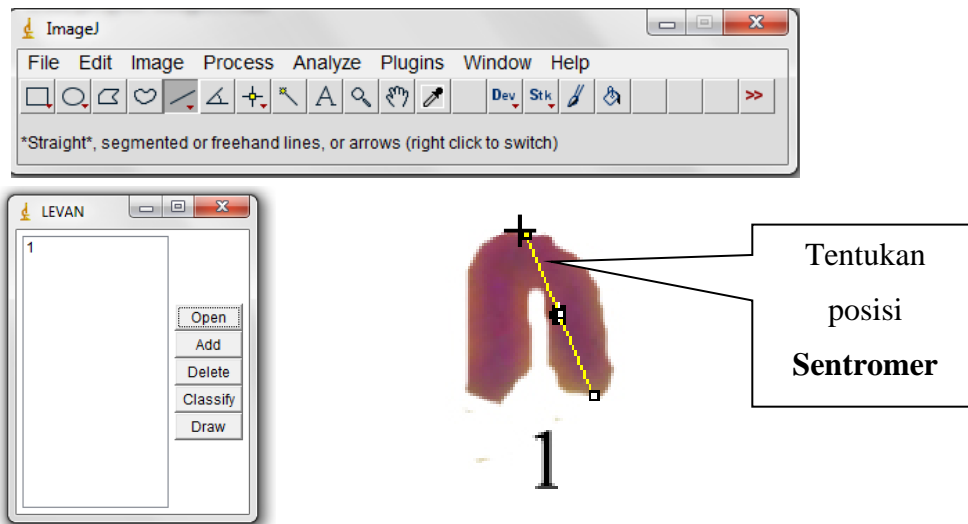 ImageJ
File Edit Image Process Analyze Plugins Window Help
A Dev Stk >>
*Straight*, segmented or freehand lines, or arrows (right click to switch)
LEVAN
1
Open
Add
Delete
Classify
Draw
Tentukan
posisi
Sentromer
1